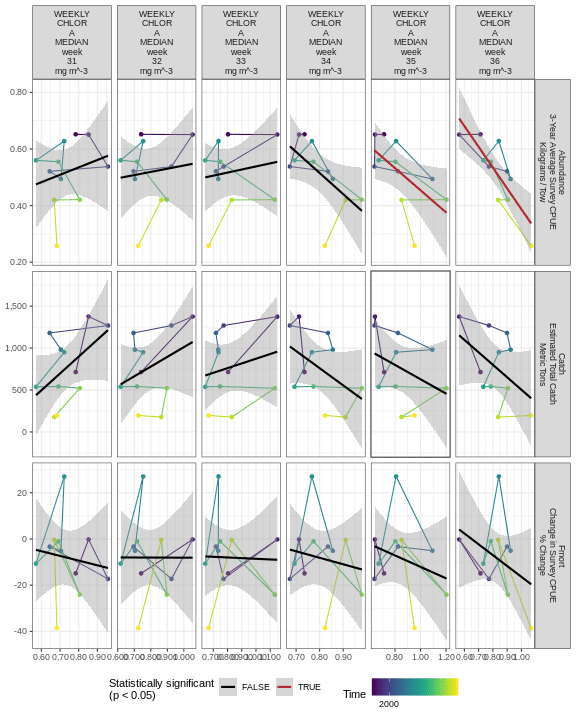 WEEKLY
CHLOR
A
MEDIAN
week
31
mg m^-3
WEEKLY
CHLOR
A
MEDIAN
week
32
mg m^-3
WEEKLY
CHLOR
A
MEDIAN
week
33
mg m^-3
WEEKLY
CHLOR
A
MEDIAN
week
34
mg m^-3
WEEKLY
CHLOR
A
MEDIAN
week
35
mg m^-3
WEEKLY
CHLOR
A
MEDIAN
week
36
mg m^-3
0.80
0.60
0.40
0.20
Abundance
3-Year Average Survey CPUE
Kilograms / Tow
1,500
1,000
500
0
Catch
Estimated Total Catch
Metric Tons
20
0
-20
-40
Fmort
Change in Survey CPUE
% Change
0.60 0.70 0.80 0.90
0.60 0.70 0.80 0.90 1.000
0.70 0.80 0.90 1.00 1.10
0.70 0.80 0.90
0.80 1.00 1.20
0.60 0.70 0.80 0.90 1.00
Statistically significant
(p < 0.05)
FALSE
TRUE
Time
2000